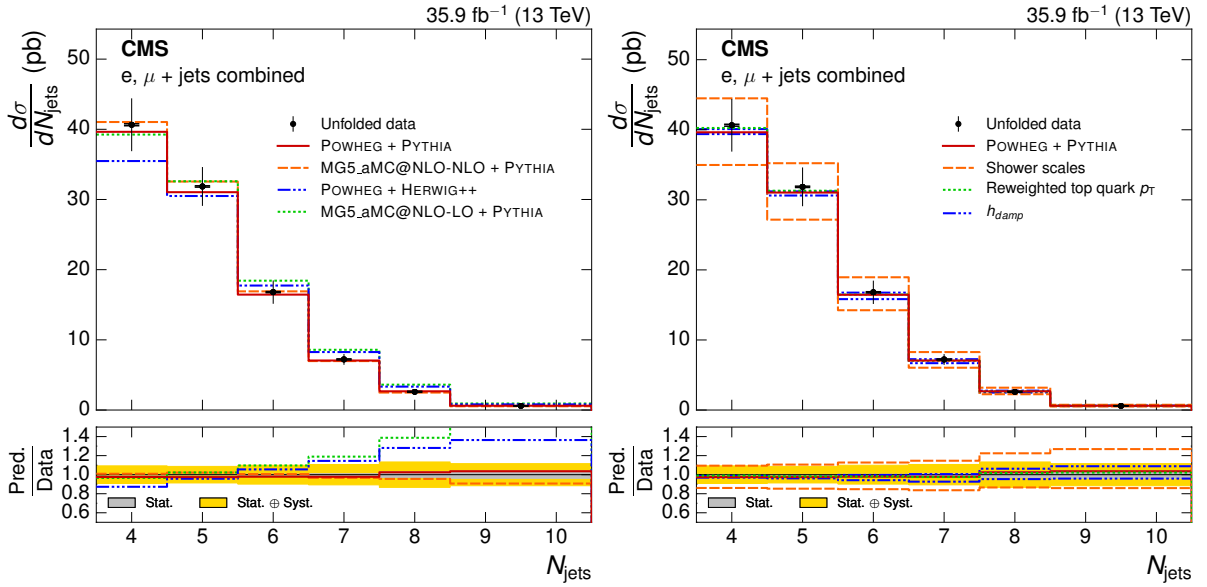 35.9 fb⁻¹ (13 TeV)
CMS
e, μ + jets combined
dσ/dN_jets (pb)
50
40
30
20
10
0
Unfolded data
POWHEG + PYTHIA
MG5_aMC@NLO-NLO + PYTHIA
POWHEG + HERWIG++
MG5_aMC@NLO-LO + PYTHIA
Pred./Data
1.4
1.2
1.0
0.8
0.6
Stat.
Stat. ⊕ Syst.
4 5 6 7 8 9 10
N_jets
35.9 fb⁻¹ (13 TeV)
CMS
e, μ + jets combined
dσ/dN_jets (pb)
50
40
30
20
10
0
Unfolded data
POWHEG + PYTHIA
Shower scales
Reweighted top quark p_T
h_damp
Pred./Data
1.4
1.2
1.0
0.8
0.6
Stat.
Stat. ⊕ Syst.
4 5 6 7 8 9 10
N_jets